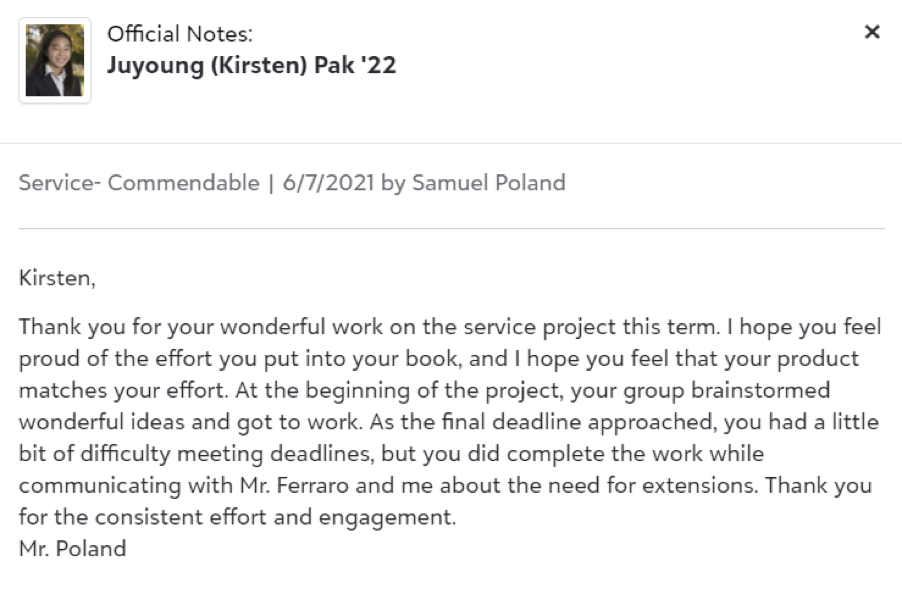 Official Notes:
Juyoung (Kirsten) Pak '22
Service- Commendable | 6/7/2021 by Samuel Poland
Kirsten,
Thank you for your wonderful work on the service project this term. I hope you feel
proud of the effort you put into your book, and I hope you feel that your product
matches your effort. At the beginning of the project, your group brainstormed
wonderful ideas and got to work. As the final deadline approached, you had a little
bit of difficulty meeting deadlines, but you did complete the work while
communicating with Mr. Ferraro and me about the need for extensions. Thank you
for the consistent effort and engagement.
Mr. Poland